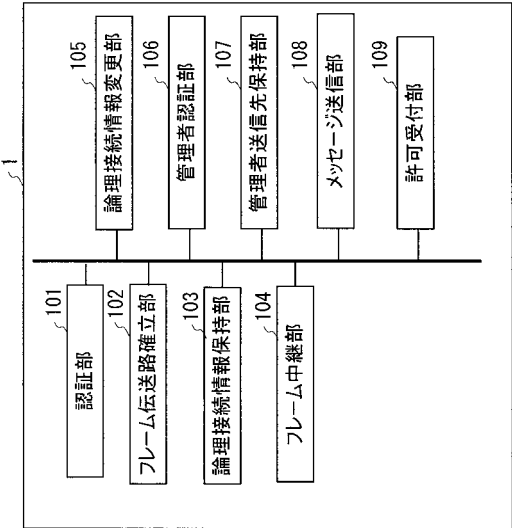 1
101
認証部
102
フレーム伝送路確立部
103
論理接続情報保持部
104
フレーム中継部
105
論理接続情報変更部
106
管理者認証部
107
管理者送信先保持部
108
メッセージ送信部
109
許可受付部